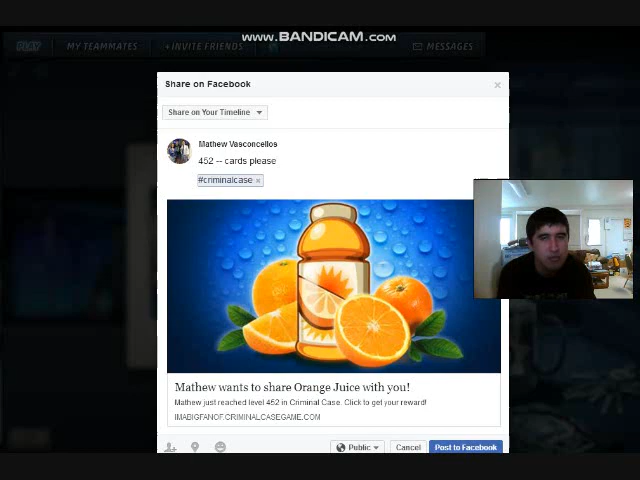 www.BANDICAM.com
PLAY
MY TEAMMATES
+INVITE FRIENDS
MESSAGES
Share on Facebook
Share on Your Timeline
Mathew Vasconcellos
452 -- cards please
#criminalcase
Mathew wants to share Orange Juice with you!
Mathew just reached level 452 in Criminal Case. Click to get your reward!
IMABIGFANOF.CRIMINALCASEGAME.COM
Public
Cancel
Post to Facebook